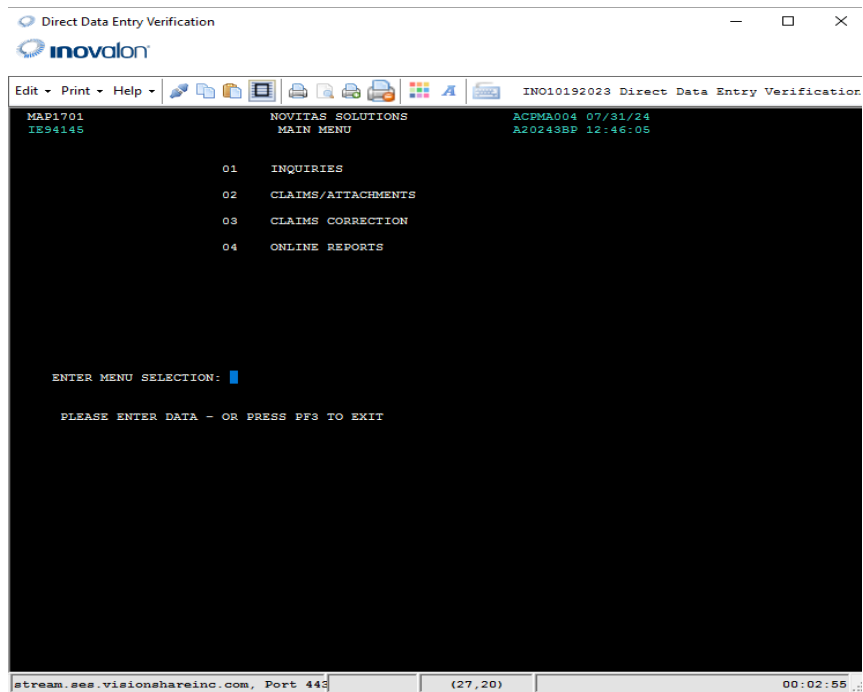 Direct Data Entry Verification
inovalon
Edit Print Help A INO10192023 Direct Data Entry Verification
MAP1701 NOVITAS SOLUTIONS ACPMA004 07/31/24
IE94145 MAIN MENU A20243BP 12:46:05
01 INQUIRIES
02 CLAIMS/ATTACHMENTS
03 CLAIMS CORRECTION
04 ONLINE REPORTS
ENTER MENU SELECTION:
PLEASE ENTER DATA - OR PRESS PF3 TO EXIT
stream.ses.visionshareinc.com, Port 443 (27,20) 00:02:55